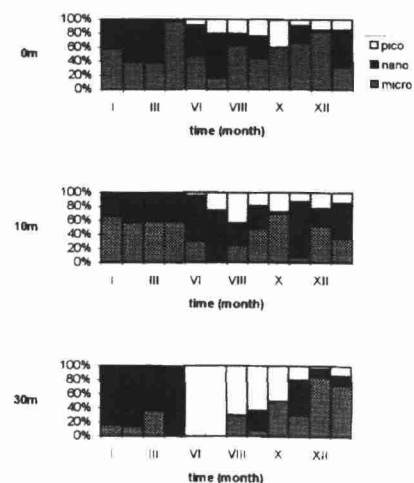 0m
100%
80%
60%
40%
20%
0%
I III VI VIII X XII
time (month)
pico
nano
micro
10m
100%
80%
60%
40%
20%
0%
I III VI VIII X XII
time (month)
30m
100%
80%
60%
40%
20%
0%
I III VI VIII X XII
time (month)